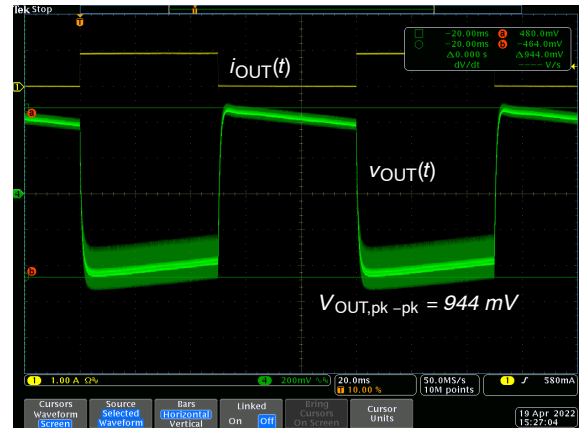 Tek Stop
T
-20.00ms a 480.0mV
-20.00ms b -464.0mV
Δ0.000 s Δ944.0mV
dV/dt ---- V/s
1
iOUT(t)
a
vOUT(t)
4
b
VOUT,pk –pk = 944 mV
1 1.00 A Ω 4 200mV 20.0ms 50.0MS/s 1 580mA
T 10.00 % 10M points
Cursors Waveform Screen
Source Selected Waveform
Bars Horizontal Vertical
Linked On Off
Bring Cursors On Screen
Cursor Units
19 Apr 2022
15:27:04